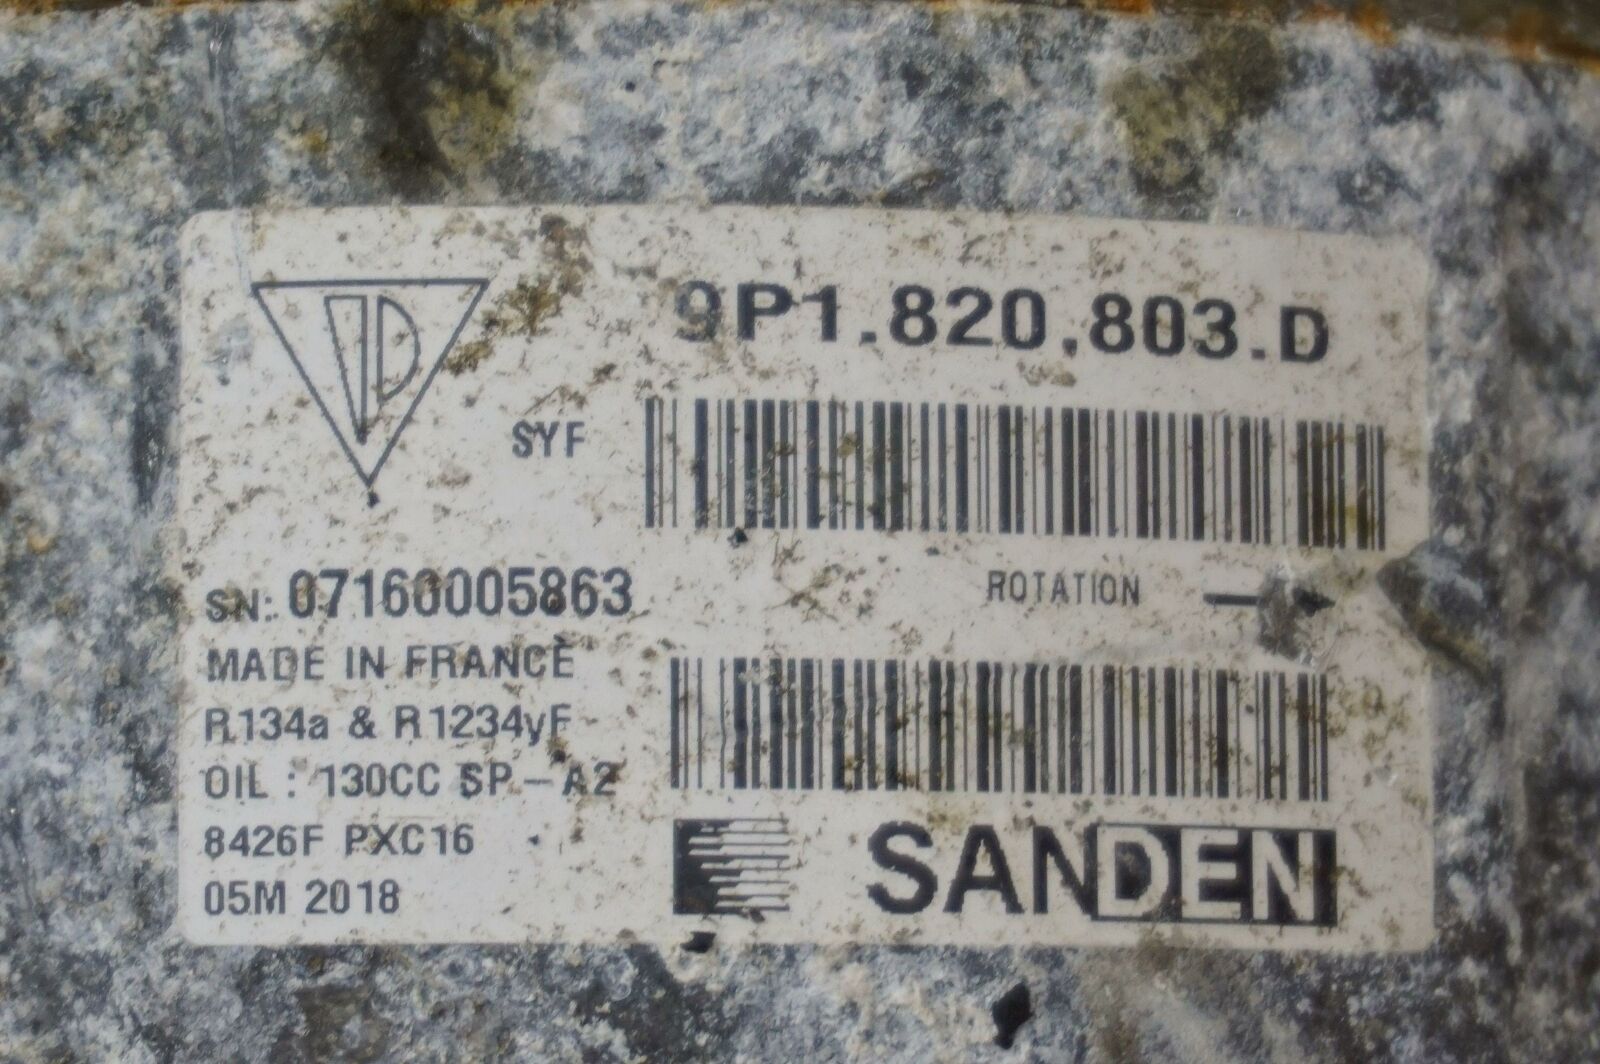 9P1.820.803.D
SYF
SN: 07160005863
ROTATION
MADE IN FRANCE
R134a & R1234yF
OIL : 130CC SP-A2
8426F PXC16
05M 2018
SANDEN